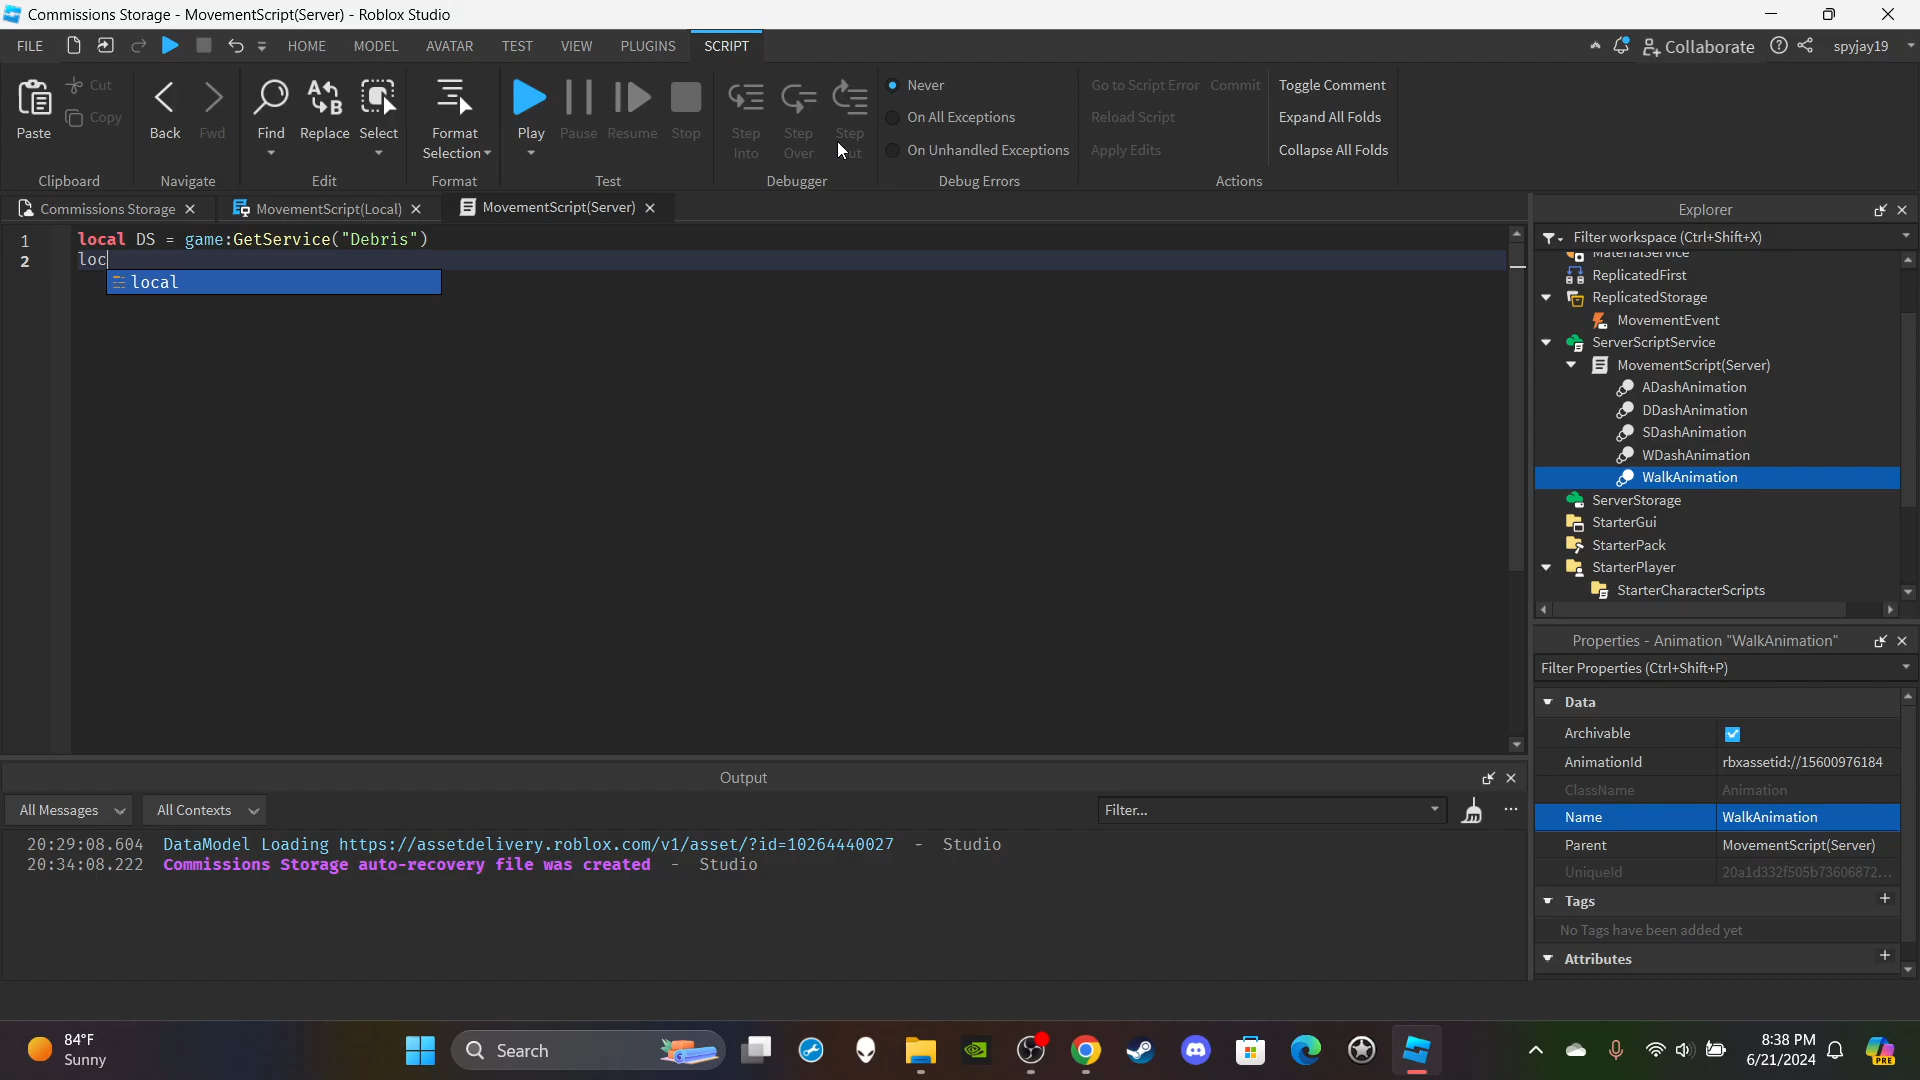 Commissions Storage - MovementScript(Server) - Roblox Studio
FILE HOME MODEL AVATAR TEST VIEW PLUGINS SCRIPT Collaborate spyjay19
Paste Cut Copy
Clipboard
Back Fwd
Navigate
Find Replace Select
Edit
Format Selection
Format
Play Pause Resume Stop
Test
Step Into Step Over Step Out
Debugger
Never
On All Exceptions
On Unhandled Exceptions
Debug Errors
Go to Script Error Commit
Reload Script
Apply Edits
Toggle Comment
Expand All Folds
Collapse All Folds
Actions
Commissions Storage MovementScript(Local) MovementScript(Server)
1 local DS = game:GetService("Debris")
2 loc
local
Explorer
Filter workspace (Ctrl+Shift+X)
MaterialService
ReplicatedFirst
ReplicatedStorage
MovementEvent
ServerScriptService
MovementScript(Server)
ADashAnimation
DDashAnimation
SDashAnimation
WDashAnimation
WalkAnimation
ServerStorage
StarterGui
StarterPack
StarterPlayer
StarterCharacterScripts
Properties - Animation "WalkAnimation"
Filter Properties (Ctrl+Shift+P)
Data
Archivable
AnimationId rbxassetid://15600976184
ClassName Animation
Name WalkAnimation
Parent MovementScript(Server)
UniqueId 20a1d332f505b73606872...
Tags +
No Tags have been added yet
Attributes +
Output
All Messages All Contexts Filter... ...
20:29:08.604 DataModel Loading https://assetdelivery.roblox.com/v1/asset/?id=10264440027 - Studio
20:34:08.222 Commissions Storage auto-recovery file was created - Studio
84°F
Sunny
Search
8:38 PM
6/21/2024
PRE